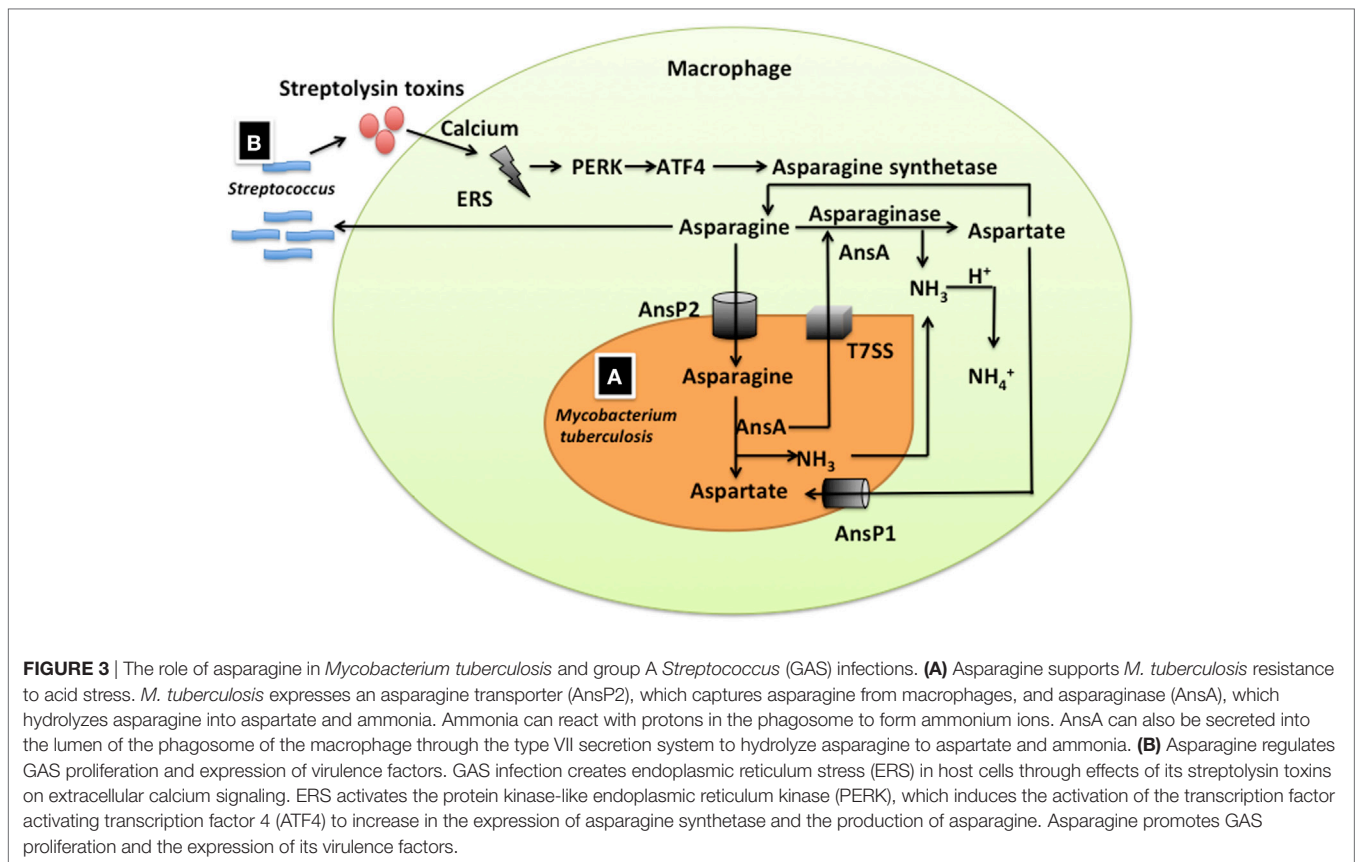 Macrophage
Streptolysin toxins
B
Calcium
Streptococcus
ERS
PERK
ATF4
Asparagine synthetase
Asparagine
Asparaginase
Aspartate
AnsA
NH₃
H⁺
NH₄⁺
AnsP2
T7SS
A
Asparagine
Mycobacterium
tuberculosis
AnsA
NH₃
Aspartate
AnsP1
FIGURE 3 | The role of asparagine in Mycobacterium tuberculosis and group A Streptococcus (GAS) infections. (A) Asparagine supports M. tuberculosis resistance
to acid stress. M. tuberculosis expresses an asparagine transporter (AnsP2), which captures asparagine from macrophages, and asparaginase (AnsA), which
hydrolyzes asparagine into aspartate and ammonia. Ammonia can react with protons in the phagosome to form ammonium ions. AnsA can also be secreted into
the lumen of the phagosome of the macrophage through the type VII secretion system to hydrolyze asparagine to aspartate and ammonia. (B) Asparagine regulates
GAS proliferation and expression of virulence factors. GAS infection creates endoplasmic reticulum stress (ERS) in host cells through effects of its streptolysin toxins
on extracellular calcium signaling. ERS activates the protein kinase-like endoplasmic reticulum kinase (PERK), which induces the activation of the transcription factor
activating transcription factor 4 (ATF4) to increase in the expression of asparagine synthetase and the production of asparagine. Asparagine promotes GAS
proliferation and the expression of its virulence factors.